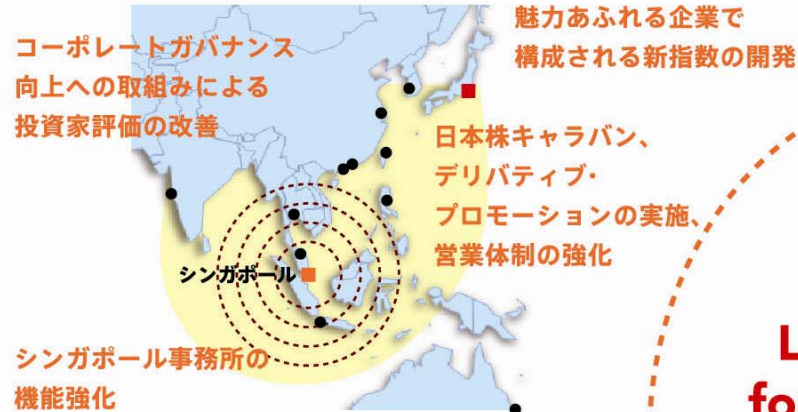 魅力あふれる企業で
構成される新指数の開発
コーポレートガバナンス
向上への取組みによる
投資家評価の改善
日本株キャラバン、
デリバティブ・
プロモーションの実施、
営業体制の強化
シンガポール
シンガポール事務所の
機能強化
L
fo